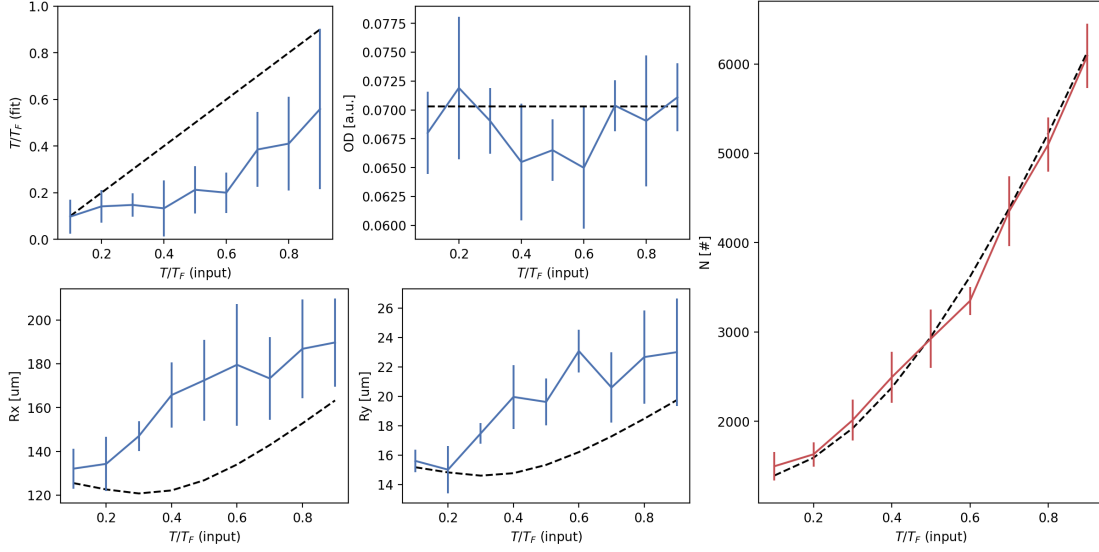 1.0
0.8
0.6
0.4
0.2
0.0
T/T_F (fit)
0.2 0.4 0.6 0.8
T/T_F (input)
0.0775
0.0750
0.0725
0.0700
0.0675
0.0650
0.0625
0.0600
OD [a.u.]
0.2 0.4 0.6 0.8
T/T_F (input)
200
180
160
140
120
Rx [um]
0.2 0.4 0.6 0.8
T/T_F (input)
26
24
22
20
18
16
14
Ry [um]
0.2 0.4 0.6 0.8
T/T_F (input)
6000
5000
4000
3000
2000
N [#]
0.2 0.4 0.6 0.8
T/T_F (input)